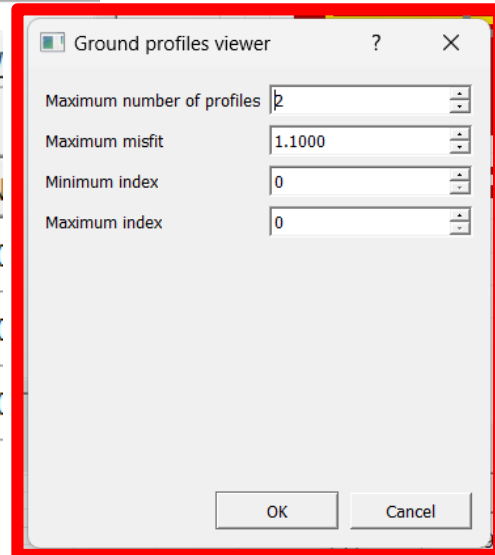 Ground profiles viewer ?
Maximum number of profiles 2
Maximum misfit 1.1000
Minimum index 0
Maximum index 0
OK Cancel